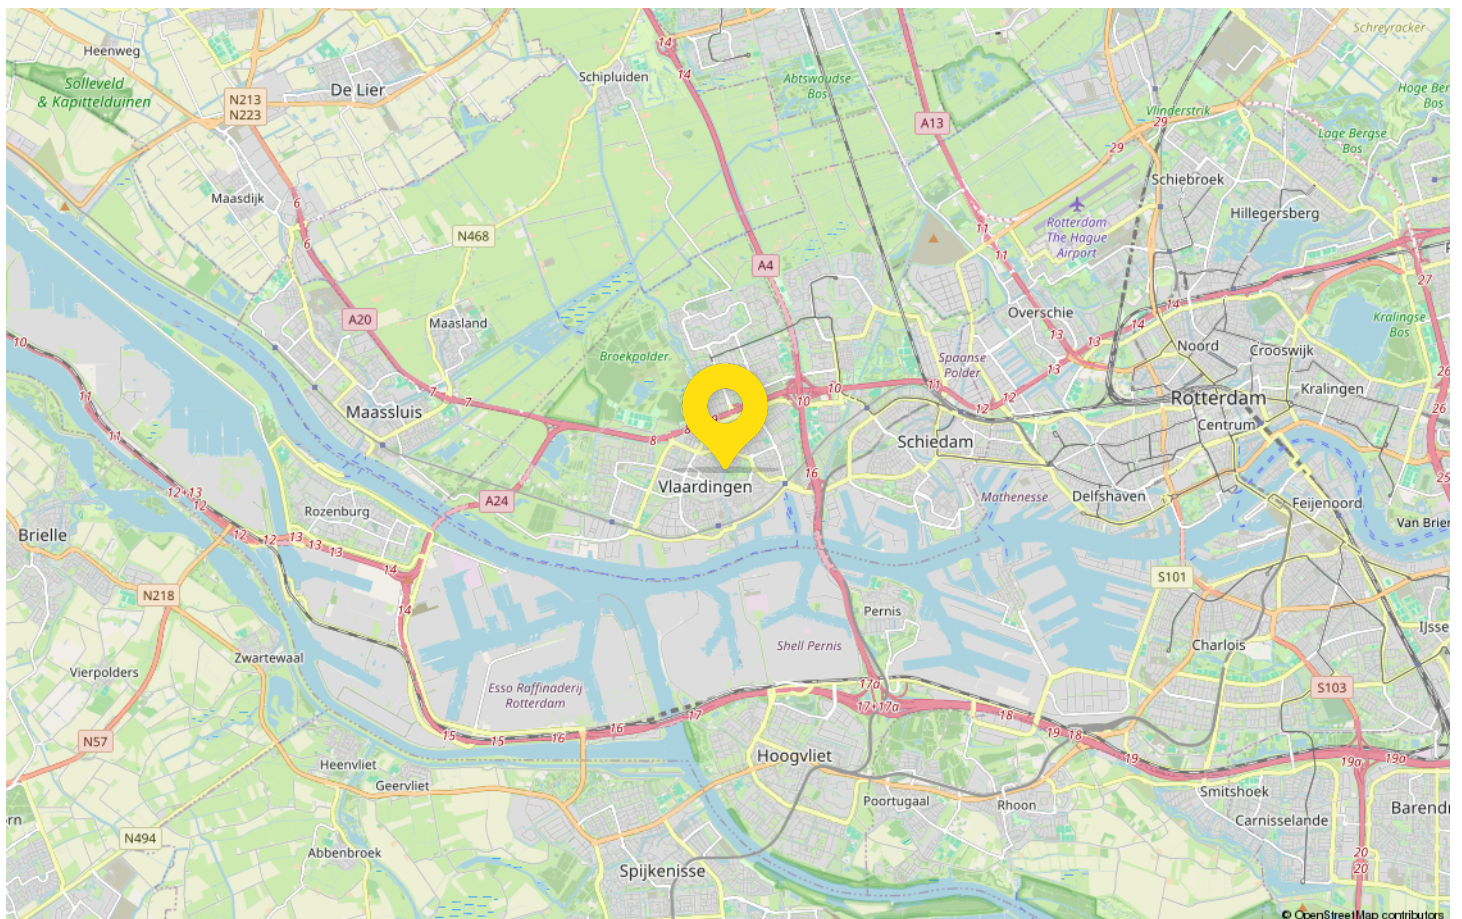 Schreyracker
Heenweg
Solleveld
& Kapittelduinen
N213
N223
De Lier
Schipluiden
14
14
Abtswoudse
Bos
A13
Vlinderstrik
29
29
Hoge Ber
Bos
Lage Bergse
Bos
Maasdijk
6
6
N468
A4
11
11
Rotterdam
The Hague
Airport
Schiebroek
Hillegersberg
27
A20
Maasland
Broekpolder
Overschie
14
14
13
13
Spaanse
Polder
Noord
Crooswijk
Kralingse
Bos
10
11
11
7
7
Maassluis
8
8
9
10
10
11
12
12
Rotterdam
Centrum
Kralingen
26
26
25
Schiedam
16
Vlaardingen
A24
12+13
12
Rozenburg
Mathenesse
Delfshaven
Feijenoord
Van Brier
Brielle
12
12
13
13
13
14
14
N218
S101
Pernis
Shell Pernis
Charlois
IJsse
Zwartewaal
Vierpolders
Esso Raffinaderij
Rotterdam
17a
17+17a
S103
N57
15
15
16
16
17
18
19
18
19
19a
19a
Heenvliet
Geervliet
Hoogvliet
Poortugaal
Rhoon
Smitshoek
Carnisselande
Barendr
rn
N494
Abbenbroek
Spijkenisse
20
20
© OpenStreetMap contributors